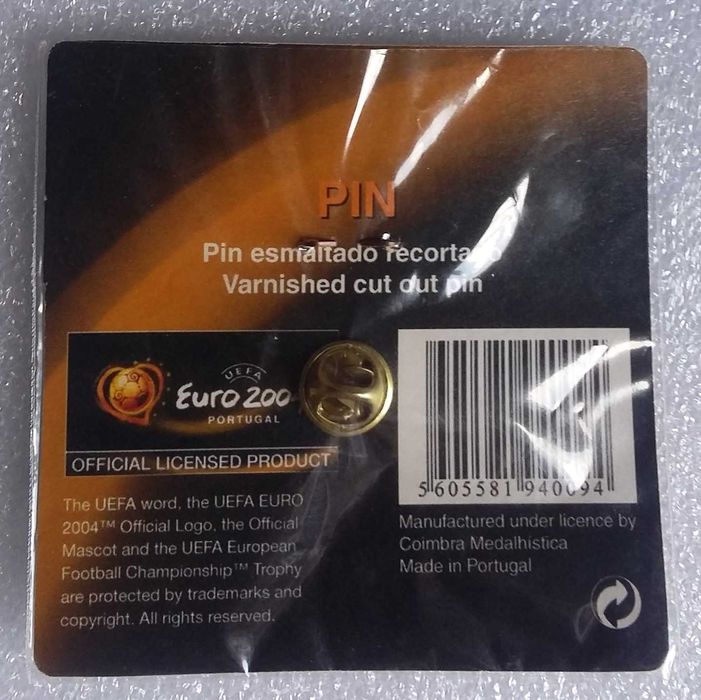 PIN
Pin esmaltado recortado
Varnished cut out pin
UEFA
Euro 200
PORTUGAL
OFFICIAL LICENSED PRODUCT
The UEFA word, the UEFA EURO
2004™ Official Logo, the Official
Mascot and the UEFA European
Football Championship™ Trophy
are protected by trademarks and
copyright. All rights reserved.
5 605581 940094
Manufactured under licence by
Coimbra Medalhistica
Made in Portugal